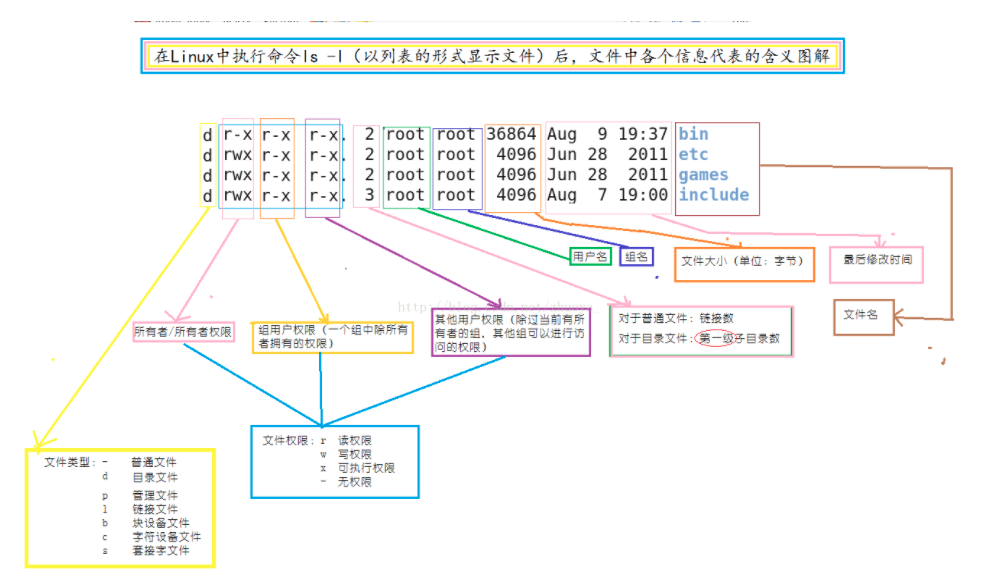 在Linux中执行命令ls -l（以列表的形式显示文件）后，文件中各个信息代表的含义图解
d r-x r-x r-x. 2 root root 36864 Aug 9 19:37 bin
d rwx r-x r-x. 2 root root 4096 Jun 28 2011 etc
d rwx r-x r-x. 2 root root 4096 Jun 28 2011 games
d rwx r-x r-x. 3 root root 4096 Aug 7 19:00 include
用户名
组名
文件大小（单位：字节）
最后修改时间
文件名
所有者/所有者权限
组用户权限（一个组中除所有
者拥有的权限）
其他用户权限（除过当前有所
有者的组，其他组可以进行访
问的权限）
对于普通文件：链接数
对于目录文件：第一级子目录数
文件权限：r 读权限
w 写权限
x 可执行权限
- 无权限
文件类型：- 普通文件
d 目录文件
p 管理文件
l 链接文件
b 块设备文件
c 字符设备文件
s 套接字文件